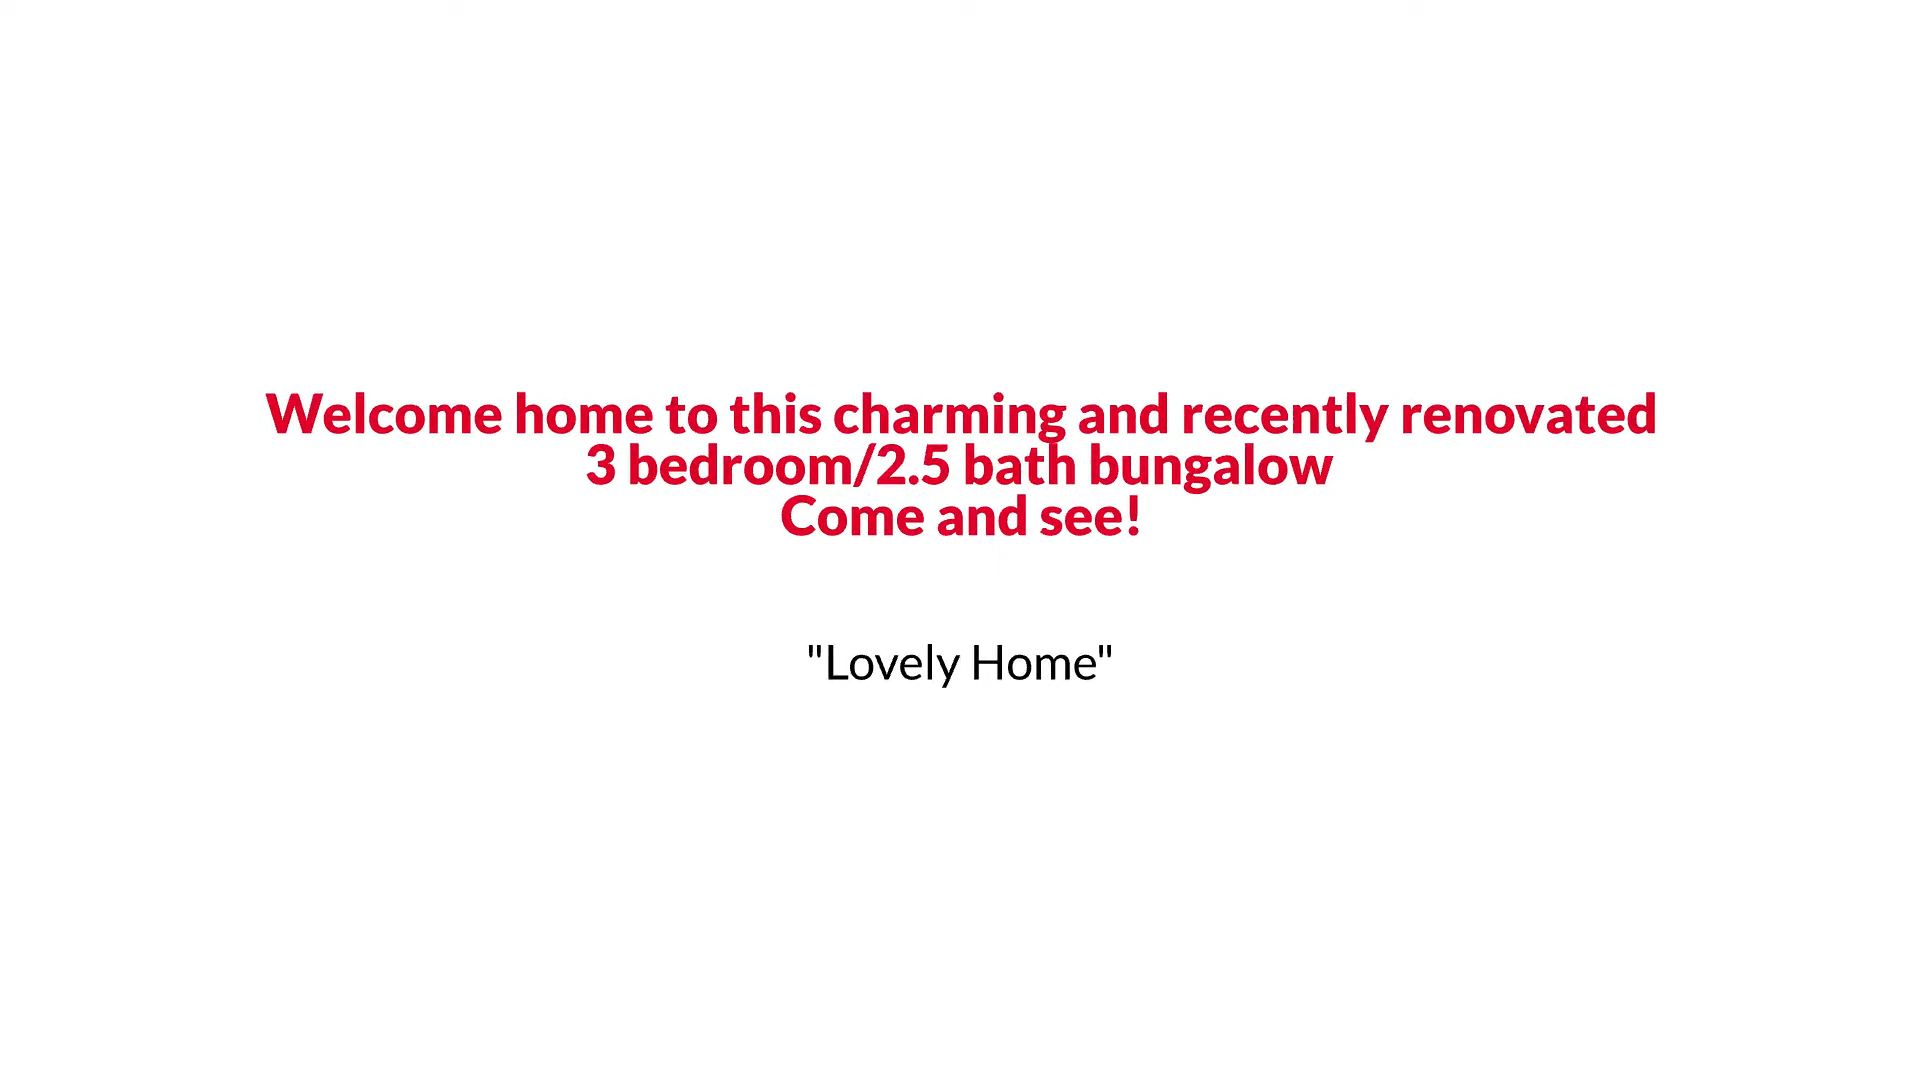 Welcome home to this charming and recently renovated
3 bedroom/2.5 bath bungalow
Come and see!
"Lovely Home"